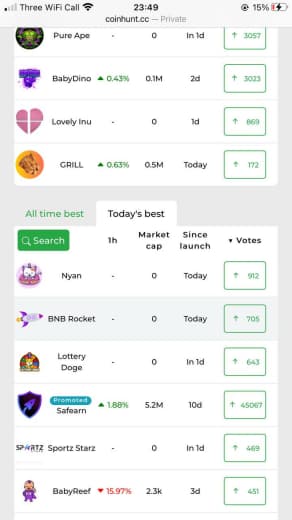 Three WiFi Call 23:49 15%
coinhunt.cc — Private
Pure Ape - 0 In 1d ↑ 3057
BabyDino ▲ 0.43% 0.1M 2d ↑ 3023
Lovely Inu - 0 1d ↑ 869
GRILL ▲ 0.63% 0.5M Today ↑ 172
All time best Today's best
Search 1h Market cap Since launch ▼ Votes
Nyan - 0 Today ↑ 912
BNB Rocket - 0 Today ↑ 705
Lottery Doge - 0 In 1d ↑ 643
Promoted
Safearn ▲ 1.88% 5.2M 10d ↑ 45067
SPORTZ Sportz Starz - 0 In 1d ↑ 469
BabyReef ▼ 15.97% 2.3k 3d ↑ 451